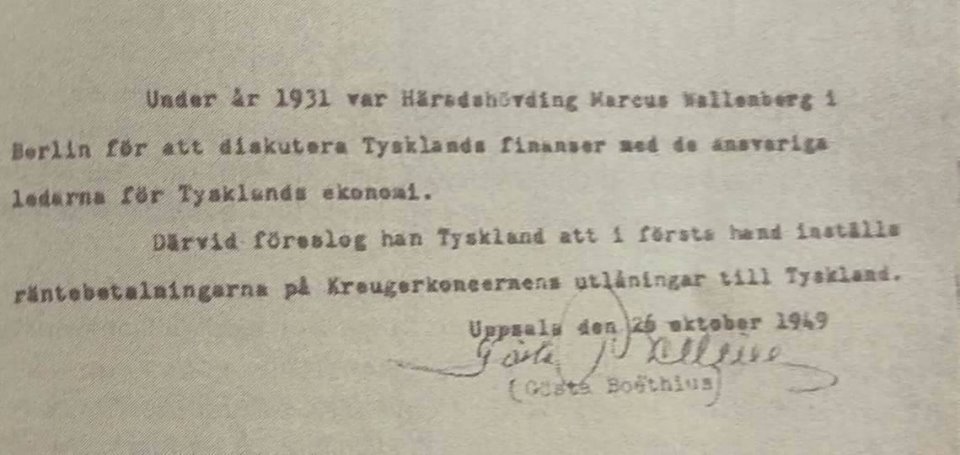 Under år 1931 var Häradshövding Marcus Wallenberg i
Berlin för att diskutera Tysklands finanser med de ansvariga
ledarna för Tysklands ekonomi.
Därvid föreslog han Tyskland att i första hand inställa
räntebetalningarna på Kreugerkoncernens utlåningar till Tyskland.
Uppsala den 26 oktober 1949
Gösta
(Gösta Boëthius)